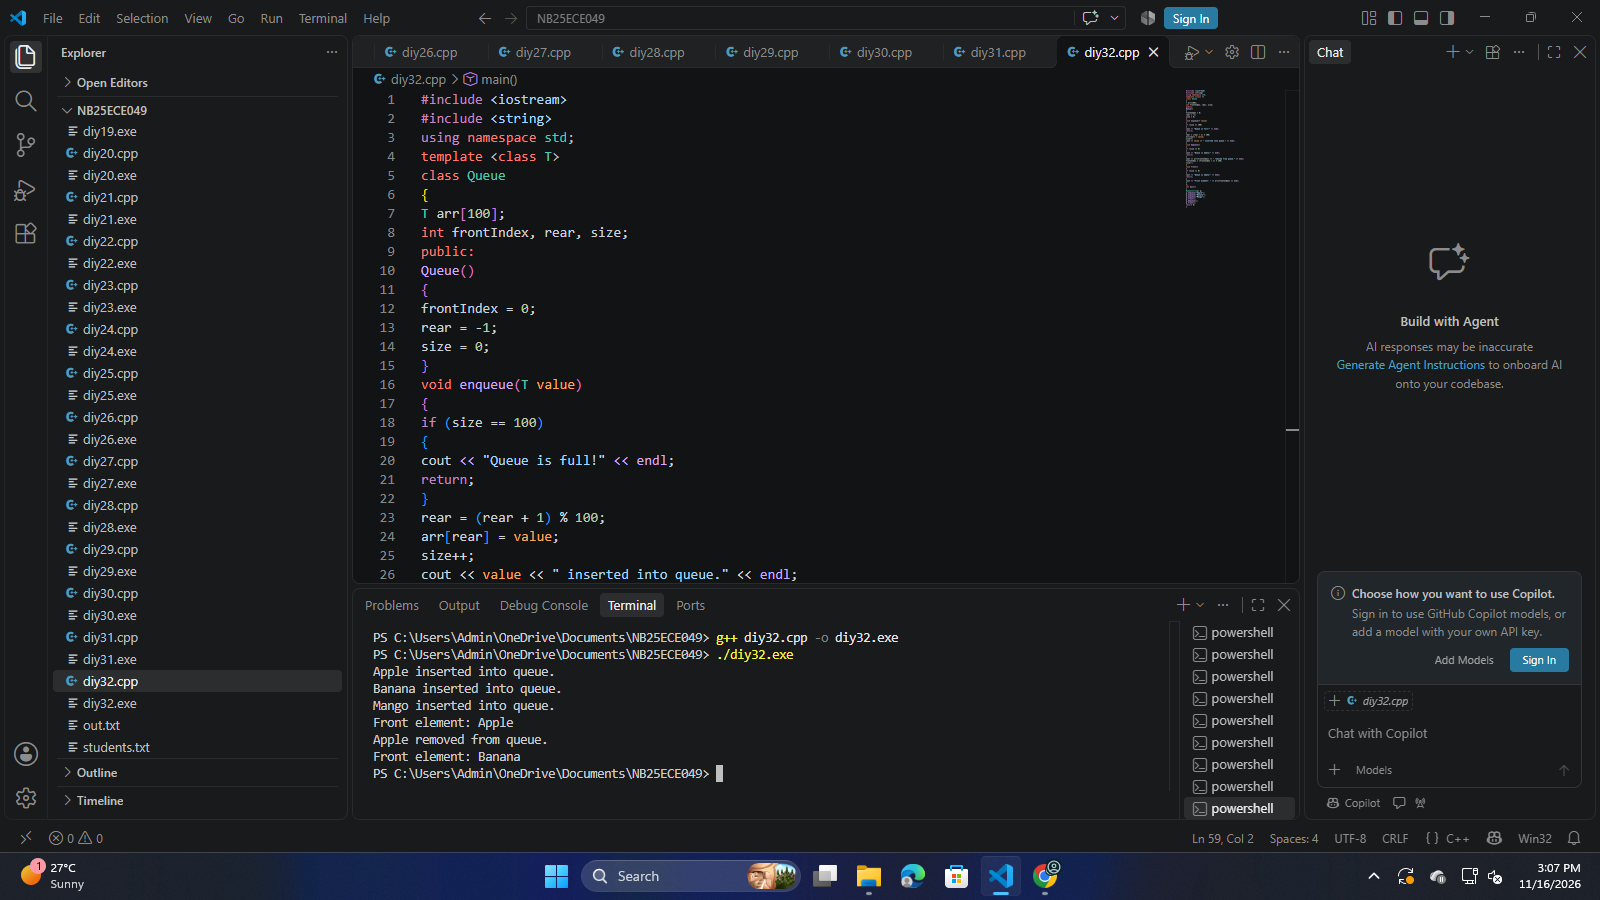 File Edit Selection View Go Run Terminal Help
NB25ECE049
Sign In
Explorer
Open Editors
NB25ECE049
diy19.exe
diy20.cpp
diy20.exe
diy21.cpp
diy21.exe
diy22.cpp
diy22.exe
diy23.cpp
diy23.exe
diy24.cpp
diy24.exe
diy25.cpp
diy25.exe
diy26.cpp
diy26.exe
diy27.cpp
diy27.exe
diy28.cpp
diy28.exe
diy29.cpp
diy29.exe
diy30.cpp
diy30.exe
diy31.cpp
diy31.exe
diy32.cpp
diy32.exe
out.txt
students.txt
Outline
Timeline
diy26.cpp diy27.cpp diy28.cpp diy29.cpp diy30.cpp diy31.cpp diy32.cpp
diy32.cpp > main()
1 #include <iostream>
2 #include <string>
3 using namespace std;
4 template <class T>
5 class Queue
6 {
7 T arr[100];
8 int frontIndex, rear, size;
9 public:
10 Queue()
11 {
12 frontIndex = 0;
13 rear = -1;
14 size = 0;
15 }
16 void enqueue(T value)
17 {
18 if (size == 100)
19 {
20 cout << "Queue is full!" << endl;
21 return;
22 }
23 rear = (rear + 1) % 100;
24 arr[rear] = value;
25 size++;
26 cout << value << " inserted into queue." << endl;
Problems Output Debug Console Terminal Ports
PS C:\Users\Admin\OneDrive\Documents\NB25ECE049> g++ diy32.cpp -o diy32.exe
PS C:\Users\Admin\OneDrive\Documents\NB25ECE049> ./diy32.exe
Apple inserted into queue.
Banana inserted into queue.
Mango inserted into queue.
Front element: Apple
Apple removed from queue.
Front element: Banana
PS C:\Users\Admin\OneDrive\Documents\NB25ECE049>
powershell
powershell
powershell
powershell
powershell
powershell
powershell
powershell
powershell
Chat
Build with Agent
AI responses may be inaccurate
Generate Agent Instructions to onboard AI
onto your codebase.
Choose how you want to use Copilot.
Sign in to use GitHub Copilot models, or
add a model with your own API key.
Add Models Sign In
diy32.cpp
Chat with Copilot
Models
Copilot
0 0
Ln 59, Col 2 Spaces: 4 UTF-8 CRLF {} C++ Win32
1
27°C
Sunny
Search
3:07 PM
11/16/2026